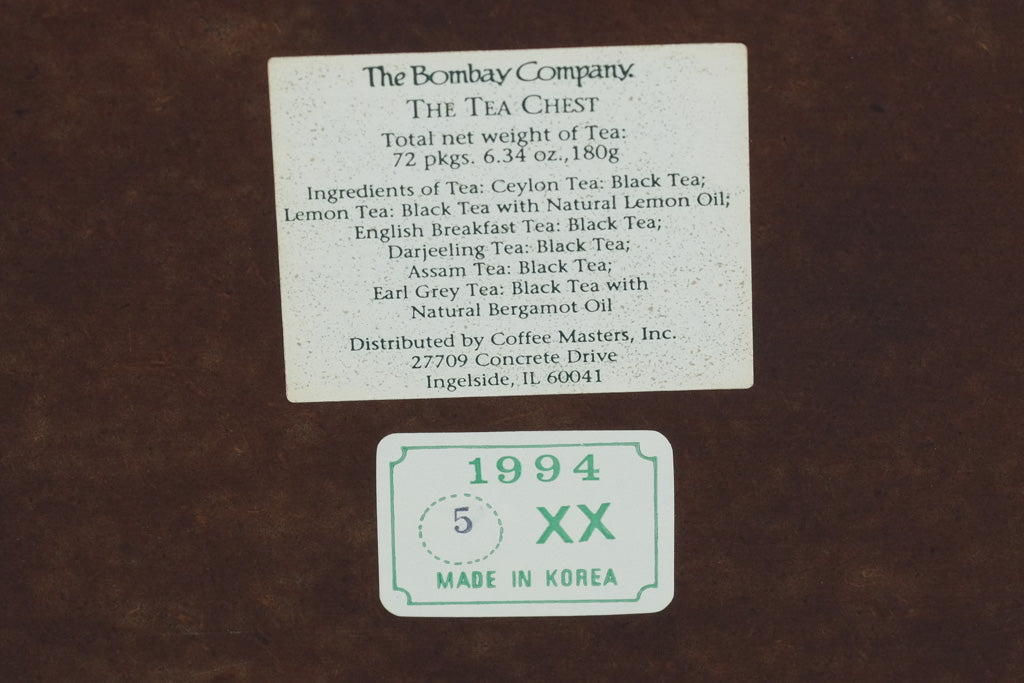 The Bombay Company.
THE TEA CHEST
Total net weight of Tea:
72 pkgs. 6.34 oz.,180g
Ingredients of Tea: Ceylon Tea: Black Tea;
Lemon Tea: Black Tea with Natural Lemon Oil;
English Breakfast Tea: Black Tea;
Darjeeling Tea: Black Tea;
Assam Tea: Black Tea;
Earl Grey Tea: Black Tea with
Natural Bergamot Oil
Distributed by Coffee Masters, Inc.
27709 Concrete Drive
Ingelside, IL 60041
1994
5 XX
MADE IN KOREA